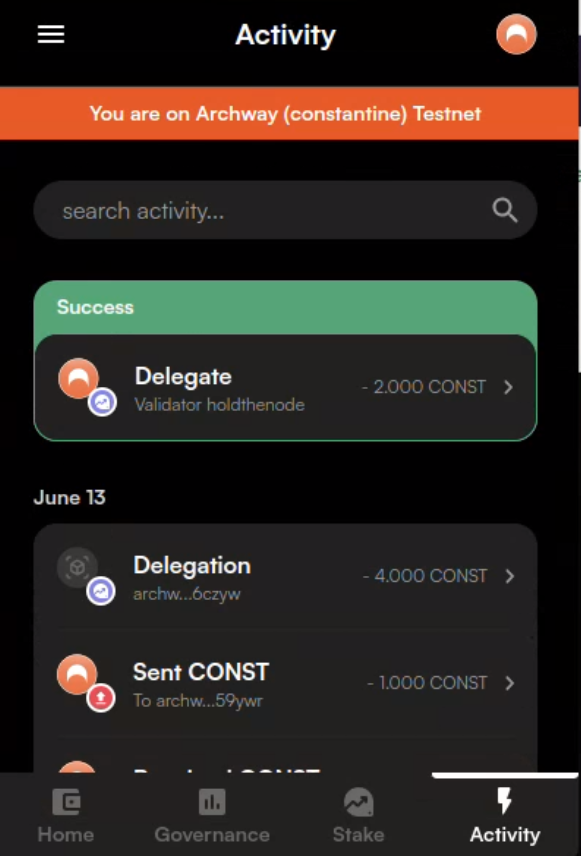 Activity
You are on Archway (constantine) Testnet
search activity...
Success
Delegate
- 2.000 CONST
Validator holdthenode
June 13
Delegation
- 4.000 CONST
archw...6czyw
Sent CONST
- 1.000 CONST
To archw...59ywr
Home
Governance
Stake
Activity